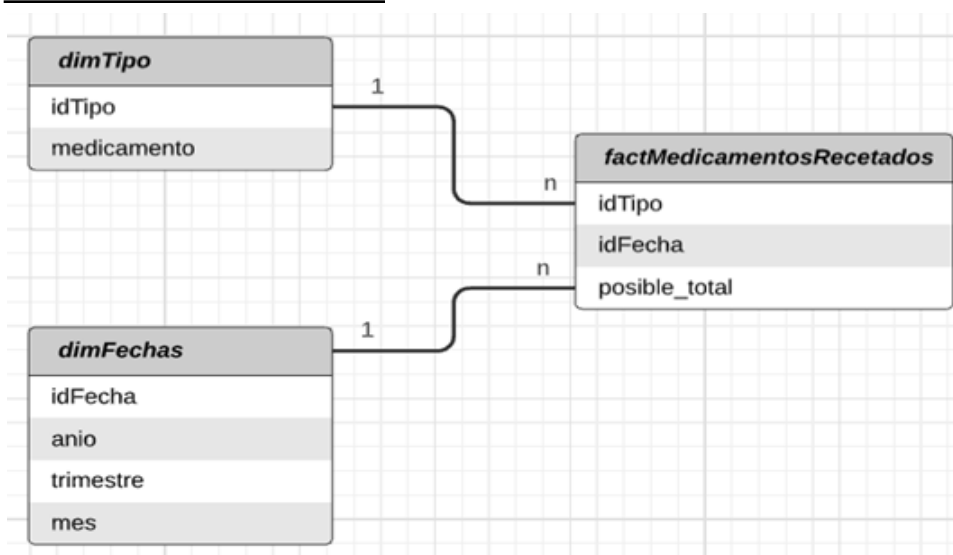 dimTipo
idTipo
medicamento
1
n
factMedicamentosRecetados
idTipo
idFecha
posible_total
n
1
dimFechas
idFecha
anio
trimestre
mes